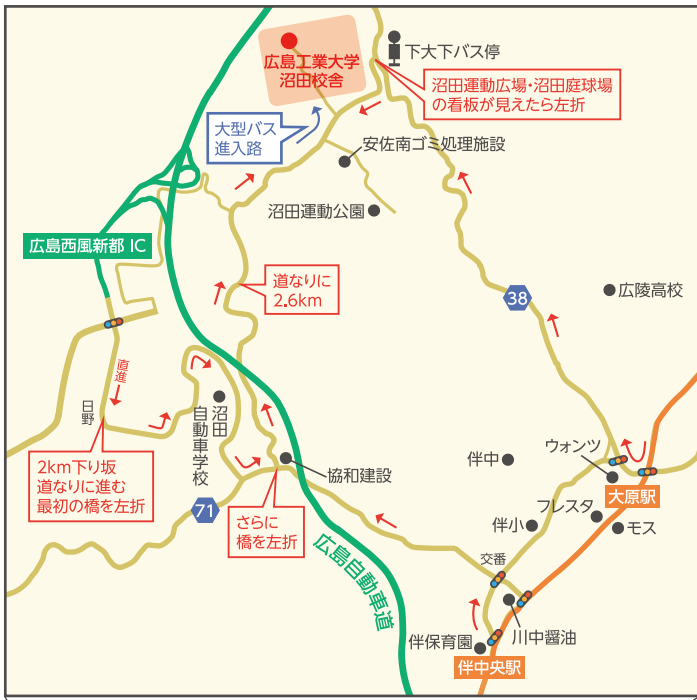 広島工業大学
沼田校舎
下大下バス停
沼田運動広場・沼田庭球場
の看板が見えたら左折
大型バス
進入路
安佐南ゴミ処理施設
沼田運動公園
広島西風新都 IC
道なりに
2.6km
38
広陵高校
直進
日野
沼田
自動車学校
2km下り坂
道なりに進む
最初の橋を左折
71
さらに
橋を左折
協和建設
広島自動車道
伴中
ウォンツ
大原駅
フレスタ
伴小
モス
交番
川中醤油
伴保育園
伴中央駅